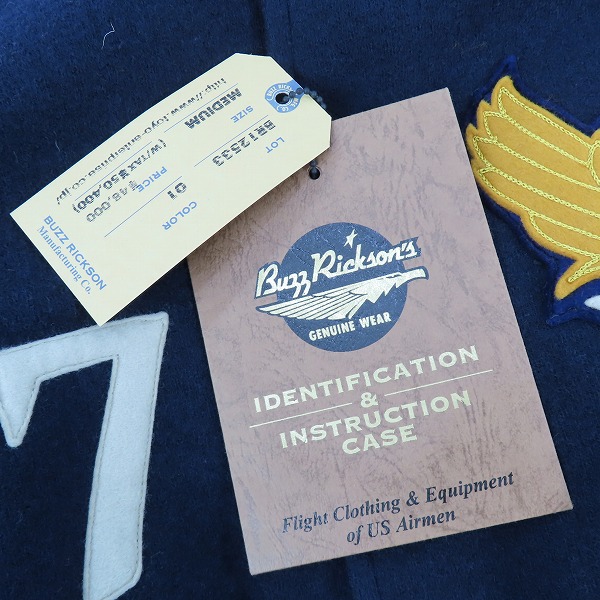 BUZZ RICKSON
Manufacturing Co.
LOT
BR12533
COLOR
01
SIZE
MEDIUM
PRICE
¥48,000
(W/TAX ¥50,400)
http://www.toyo-enterprise.co.jp/
Buzz Rickson's
GENUINE WEAR
IDENTIFICATION
&
INSTRUCTION
CASE
Flight Clothing & Equipment
of US Airmen
7